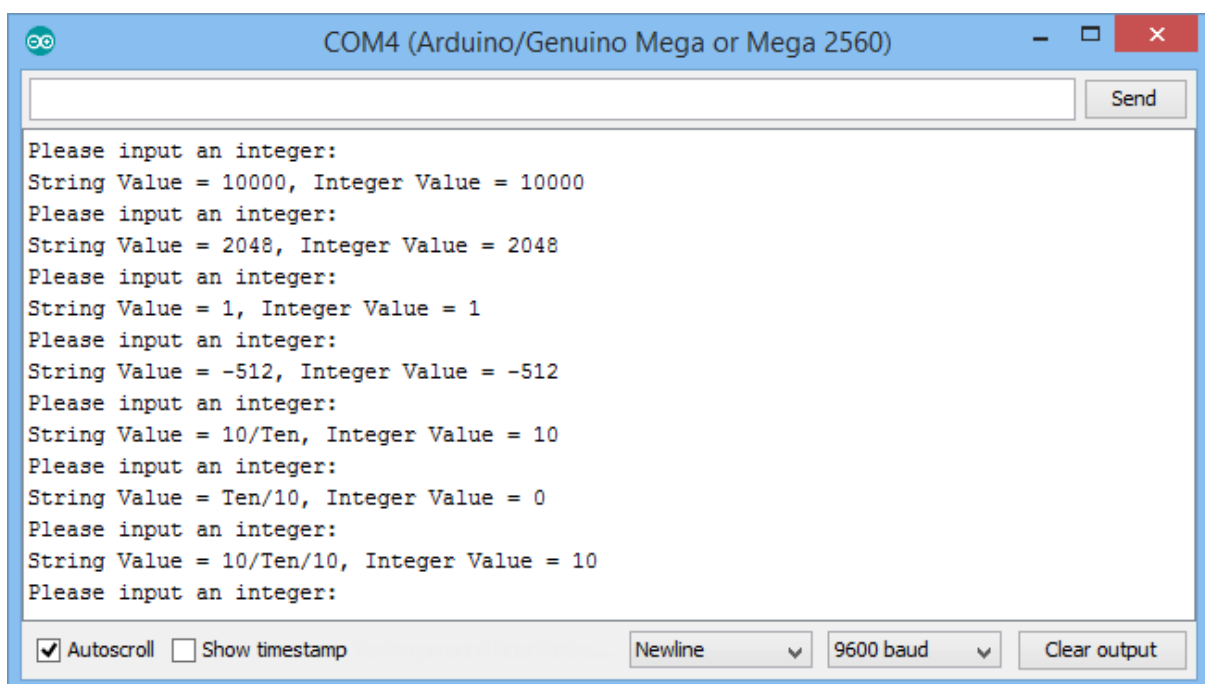 COM4 (Arduino/Genuino Mega or Mega 2560)
Send
Please input an integer:
String Value = 10000, Integer Value = 10000
Please input an integer:
String Value = 2048, Integer Value = 2048
Please input an integer:
String Value = 1, Integer Value = 1
Please input an integer:
String Value = -512, Integer Value = -512
Please input an integer:
String Value = 10/Ten, Integer Value = 10
Please input an integer:
String Value = Ten/10, Integer Value = 0
Please input an integer:
String Value = 10/Ten/10, Integer Value = 10
Please input an integer:
Autoscroll Show timestamp Newline 9600 baud Clear output